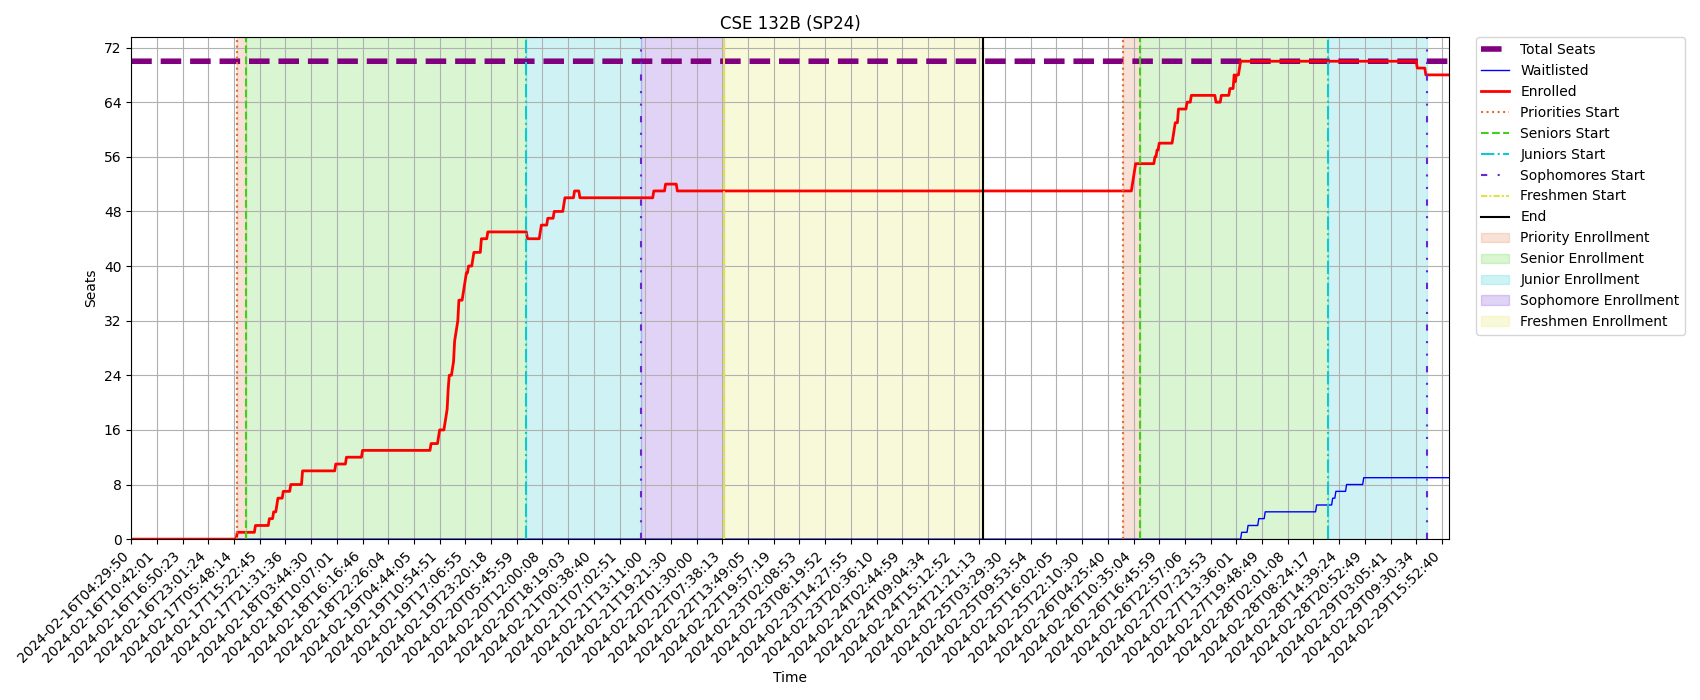 CSE 132B (SP24)
72
64
56
48
40
32
24
16
8
0
Seats
2024-02-16T04:29:50
2024-02-16T10:42:01
2024-02-16T16:50:23
2024-02-16T23:01:24
2024-02-17T05:48:14
2024-02-17T15:22:45
2024-02-17T21:31:36
2024-02-18T03:44:30
2024-02-18T10:07:01
2024-02-18T16:16:46
2024-02-18T22:26:04
2024-02-19T04:44:05
2024-02-19T10:54:51
2024-02-19T17:06:55
2024-02-19T23:20:18
2024-02-20T05:45:59
2024-02-20T12:00:08
2024-02-20T18:19:03
2024-02-21T00:38:40
2024-02-21T07:02:51
2024-02-21T13:11:00
2024-02-21T19:21:30
2024-02-22T01:30:00
2024-02-22T07:38:13
2024-02-22T13:49:05
2024-02-22T19:57:19
2024-02-23T02:08:53
2024-02-23T08:19:52
2024-02-23T14:27:55
2024-02-23T20:36:10
2024-02-24T02:44:59
2024-02-24T09:04:34
2024-02-24T15:12:52
2024-02-24T21:21:13
2024-02-25T03:29:30
2024-02-25T09:53:54
2024-02-25T16:02:05
2024-02-25T22:10:30
2024-02-26T04:25:40
2024-02-26T10:35:04
2024-02-26T16:45:59
2024-02-26T22:57:06
2024-02-27T07:23:53
2024-02-27T13:36:01
2024-02-27T19:48:49
2024-02-28T02:01:08
2024-02-28T08:24:17
2024-02-28T14:39:24
2024-02-28T20:52:49
2024-02-29T03:05:41
2024-02-29T09:30:34
2024-02-29T15:52:40
Time
Total Seats
Waitlisted
Enrolled
Priorities Start
Seniors Start
Juniors Start
Sophomores Start
Freshmen Start
End
Priority Enrollment
Senior Enrollment
Junior Enrollment
Sophomore Enrollment
Freshmen Enrollment